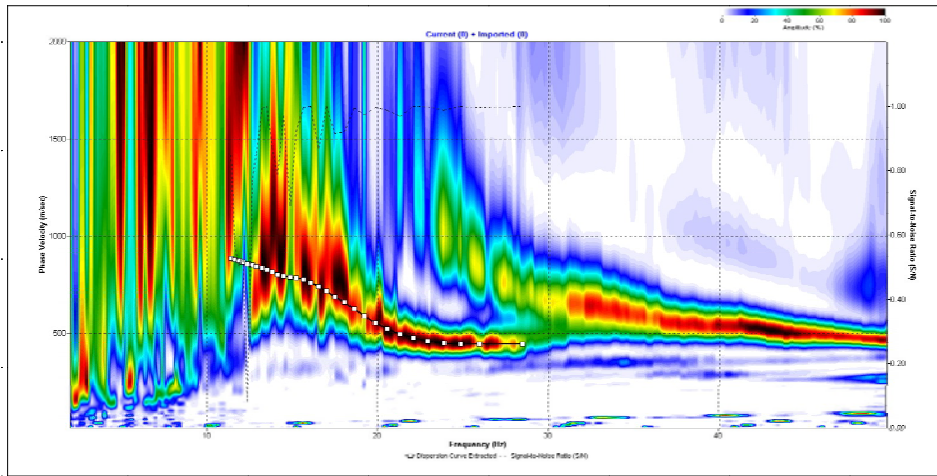 0 20 40 60 80 100
Amplitude (%)
Current (0) + Imported (0)
2000
1500
1000
500
Phase Velocity (m/sec)
1.00
0.80
0.60
0.40
0.20
0.00
Signal-to-Noise Ratio (S/N)
10 20 30 40
Frequency (Hz)
Dispersion Curve Extracted Signal-to-Noise Ratio (S/N)